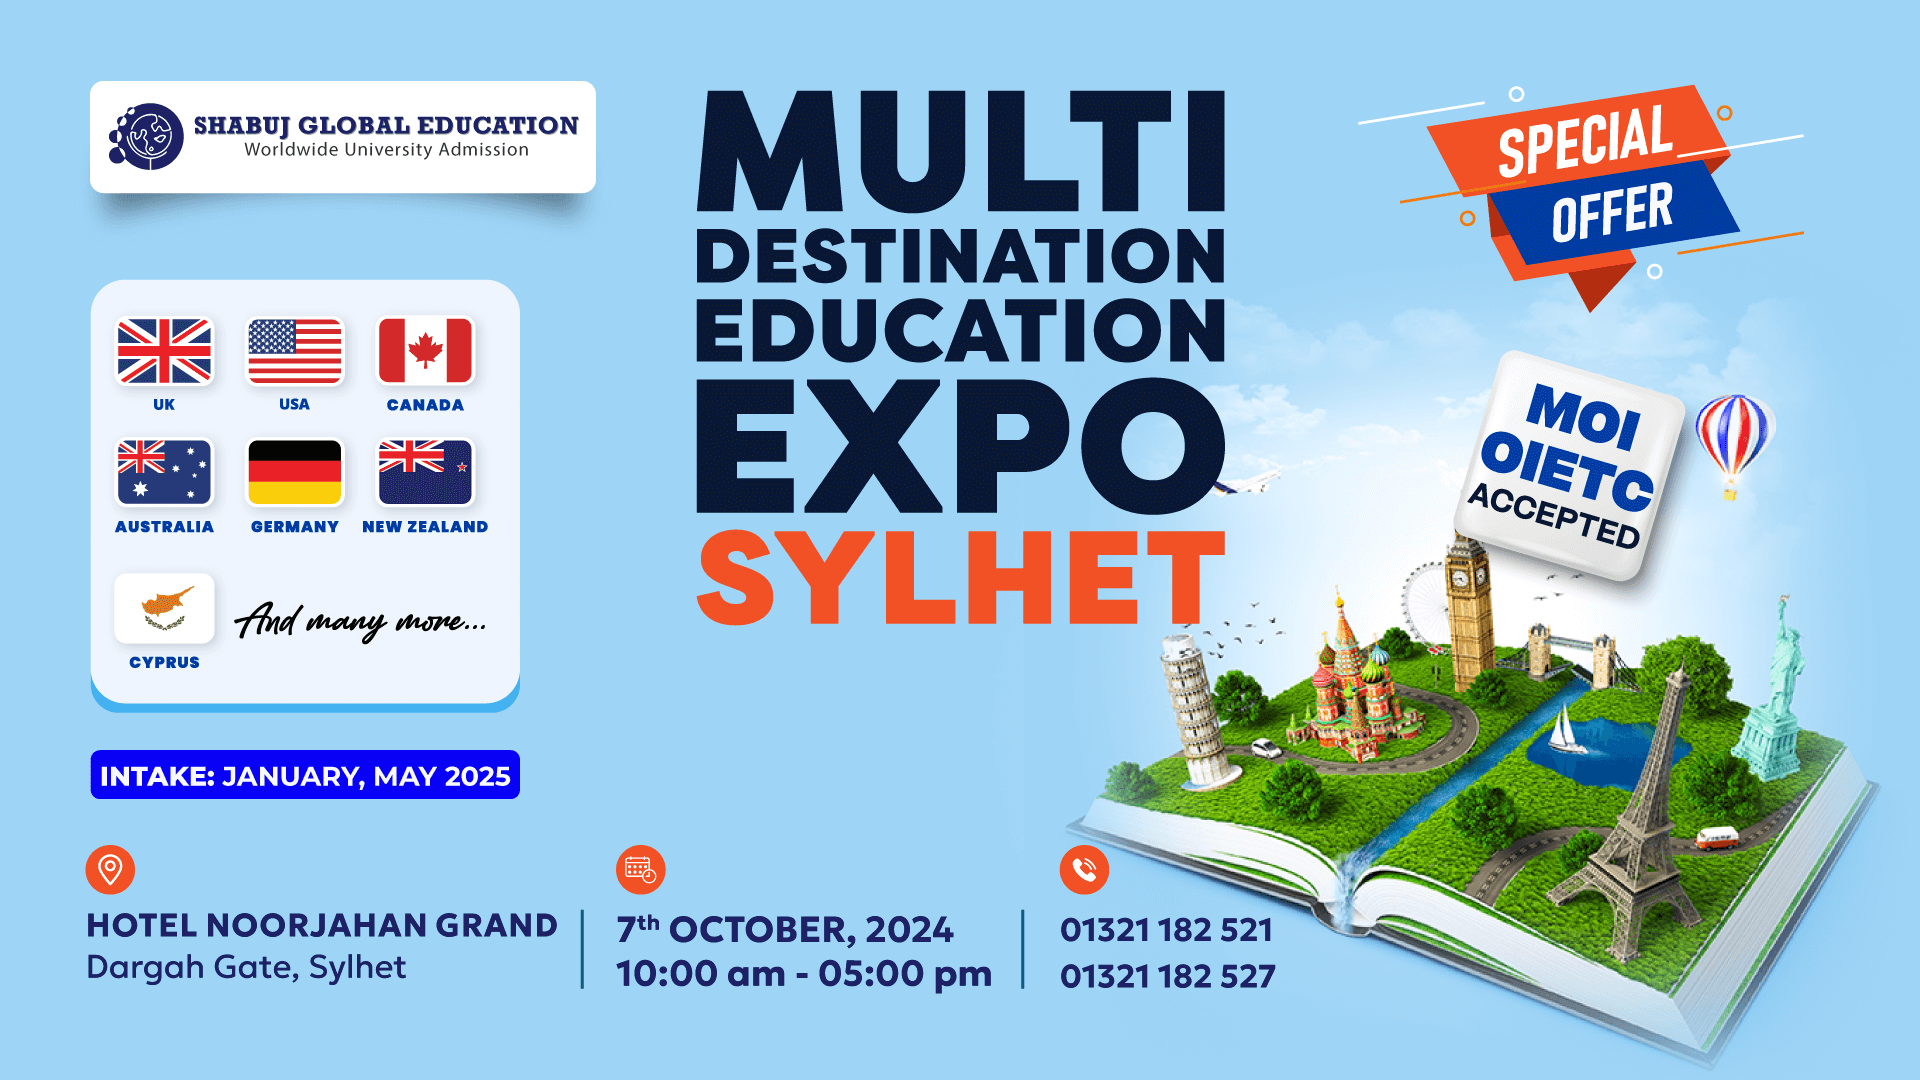 SHABUJ GLOBAL EDUCATION
Worldwide University Admission
UK
USA
CANADA
AUSTRALIA
GERMANY
NEW ZEALAND
CYPRUS
And many more...
INTAKE: JANUARY, MAY 2025
MULTI
DESTINATION
EDUCATION
EXPO
SYLHET
SPECIAL
OFFER
MOI
OIETC
ACCEPTED
HOTEL NOORJAHAN GRAND
Dargah Gate, Sylhet
7th OCTOBER, 2024
10:00 am - 05:00 pm
01321 182 521
01321 182 527